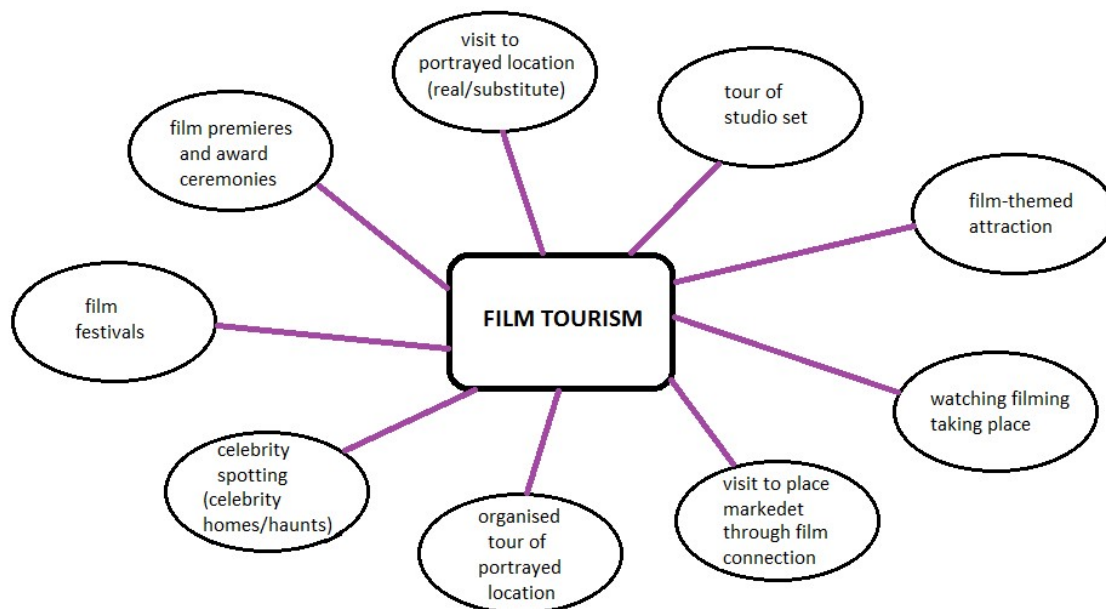 visit to
portrayed location
(real/substitute)
tour of
studio set
film premieres
and award
ceremonies
film-themed
attraction
FILM TOURISM
film
festivals
watching filming
taking place
celebrity
spotting
(celebrity
homes/haunts)
organised
tour of
portrayed
location
visit to place
markedet
through film
connection